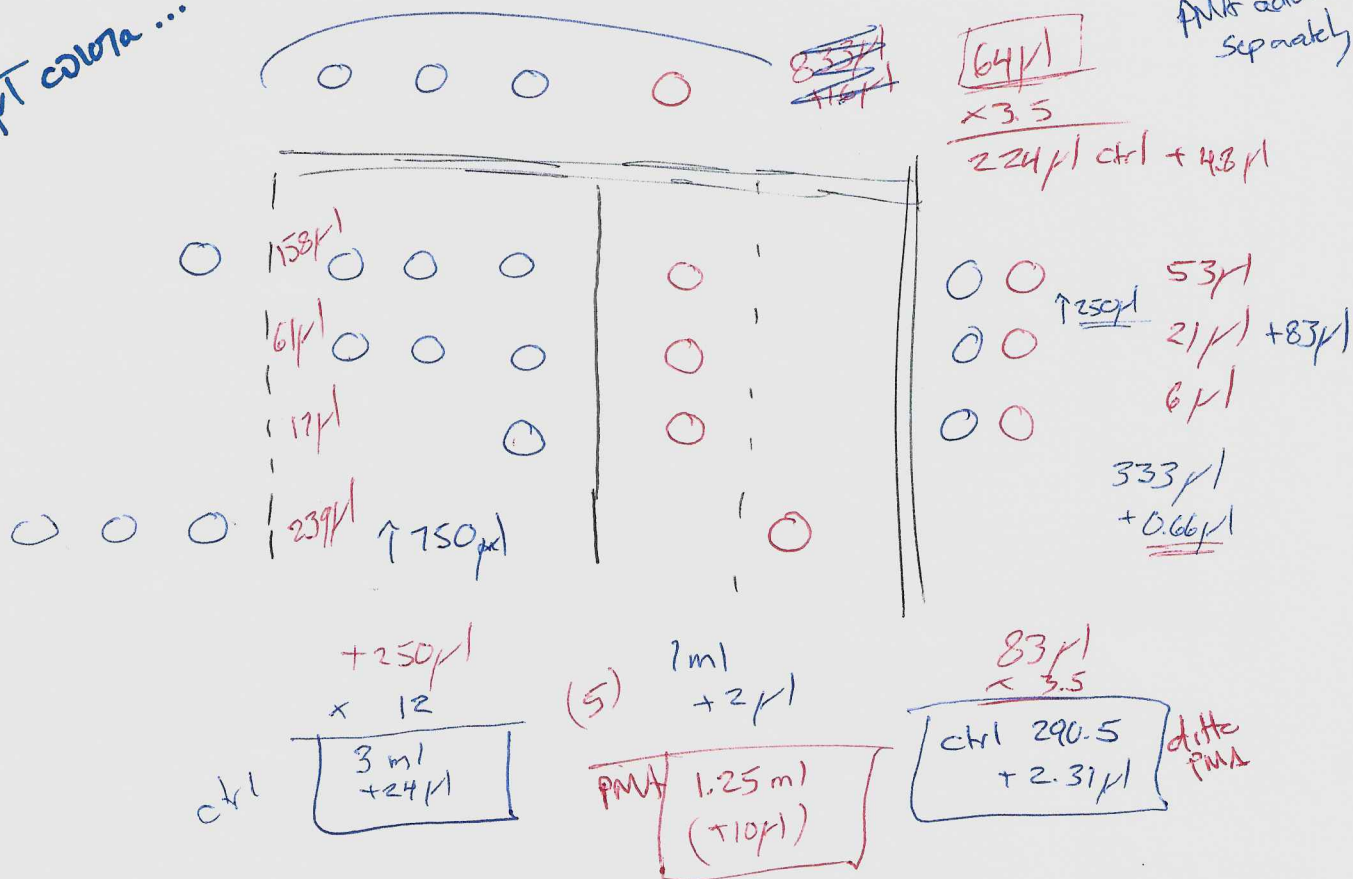 PMA
separately
64µl
× 3.5
224µl ctrl + 4.8µl
158µl
53µl
↑250µl
61µl
21µl +83µl
6µl
239µl ↑ 750µl
333µl
+0.66µl
+250µl
× 12
3 ml
+24µl
ctrl
(5)
1ml
+2µl
PMA
1.25 ml
(+10µl)
83µl
× 3.5
ctrl 290.5
+ 2.31µl
ditto
PMA